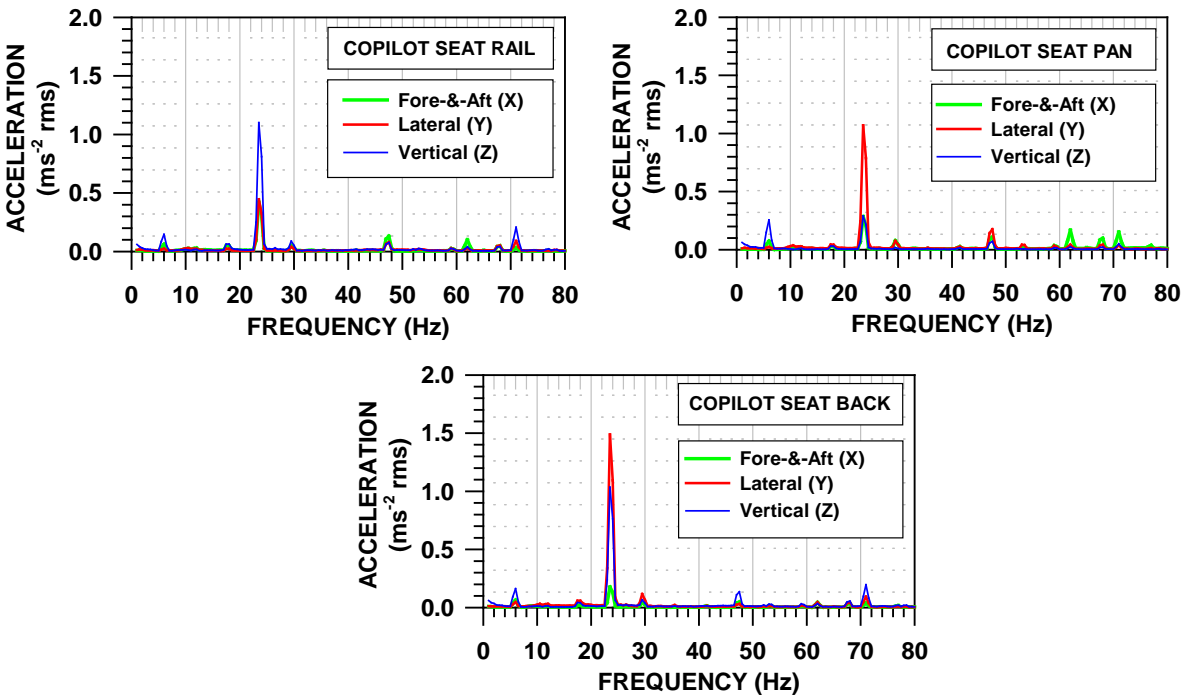 COPILOT SEAT RAIL
Fore-&-Aft (X)
Lateral (Y)
Vertical (Z)
ACCELERATION
(ms⁻² rms)
2.0
1.5
1.0
0.5
0.0
0 10 20 30 40 50 60 70 80
FREQUENCY (Hz)
COPILOT SEAT PAN
Fore-&-Aft (X)
Lateral (Y)
Vertical (Z)
ACCELERATION
(ms⁻² rms)
2.0
1.5
1.0
0.5
0.0
0 10 20 30 40 50 60 70 80
FREQUENCY (Hz)
COPILOT SEAT BACK
Fore-&-Aft (X)
Lateral (Y)
Vertical (Z)
ACCELERATION
(ms⁻² rms)
2.0
1.5
1.0
0.5
0.0
0 10 20 30 40 50 60 70 80
FREQUENCY (Hz)